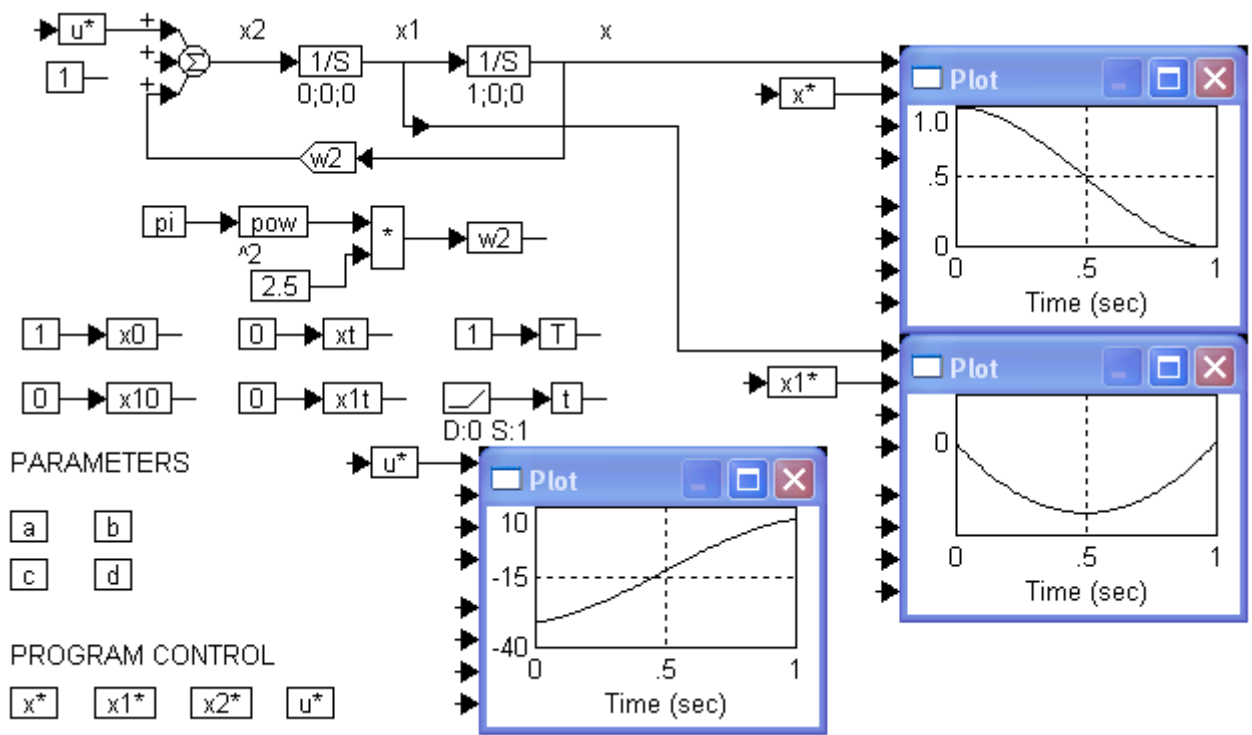 u* + x2 x1 x
+ Σ 1/S 1/S
1 + 0;0;0 1;0;0
w2
pi pow * w2
^2
2.5
1 x0 0 xt 1 T
0 x10 0 x1t t
D:0 S:1
PARAMETERS
a b
c d
PROGRAM CONTROL
x* x1* x2* u*
u*
Plot
10
-15
-40
0 .5 1
Time (sec)
x*
Plot
1.0
.5
0
0 .5 1
Time (sec)
x1*
Plot
0
0 .5 1
Time (sec)